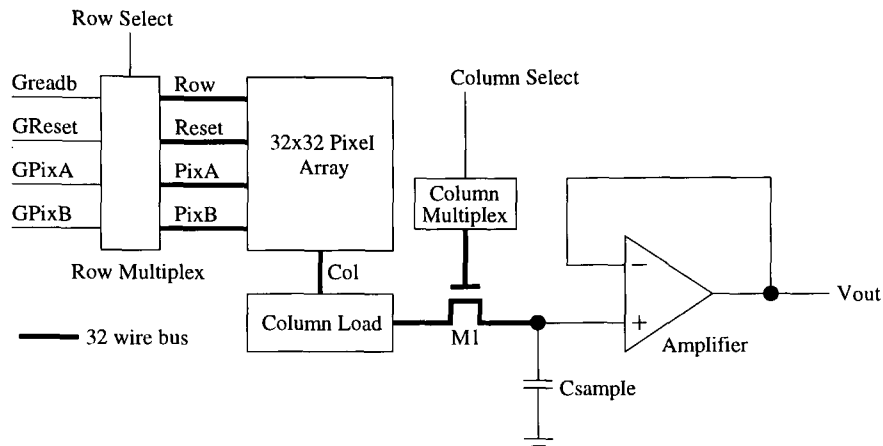 Row Select
Greadb
Row
GReset
Reset
GPixA
PixA
GPixB
PixB
Row Multiplex
32x32 Pixel
Array
Col
Column Load
32 wire bus
Column Select
Column
Multiplex
M1
Csample
−
+
Amplifier
Vout